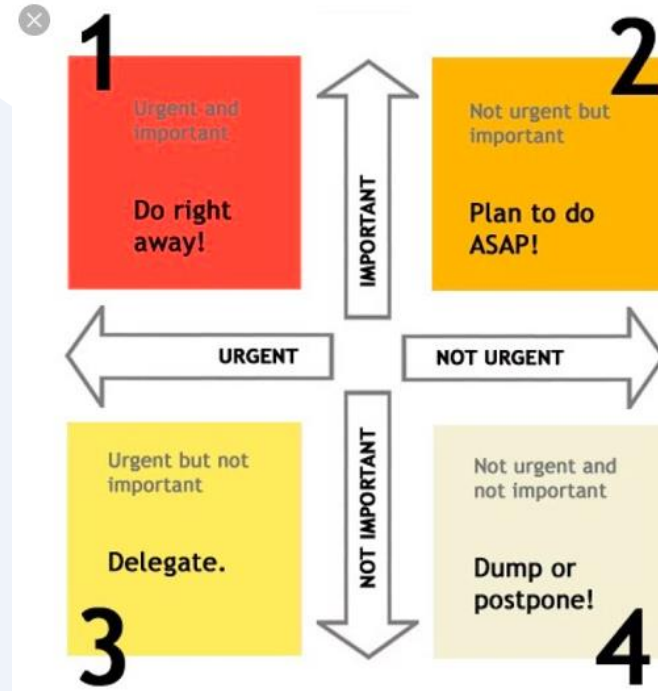 1
Urgent and
important
Do right
away!
2
Not urgent but
important
Plan to do
ASAP!
IMPORTANT
URGENT
NOT URGENT
NOT IMPORTANT
Urgent but not
important
Delegate.
3
Not urgent and
not important
Dump or
postpone!
4